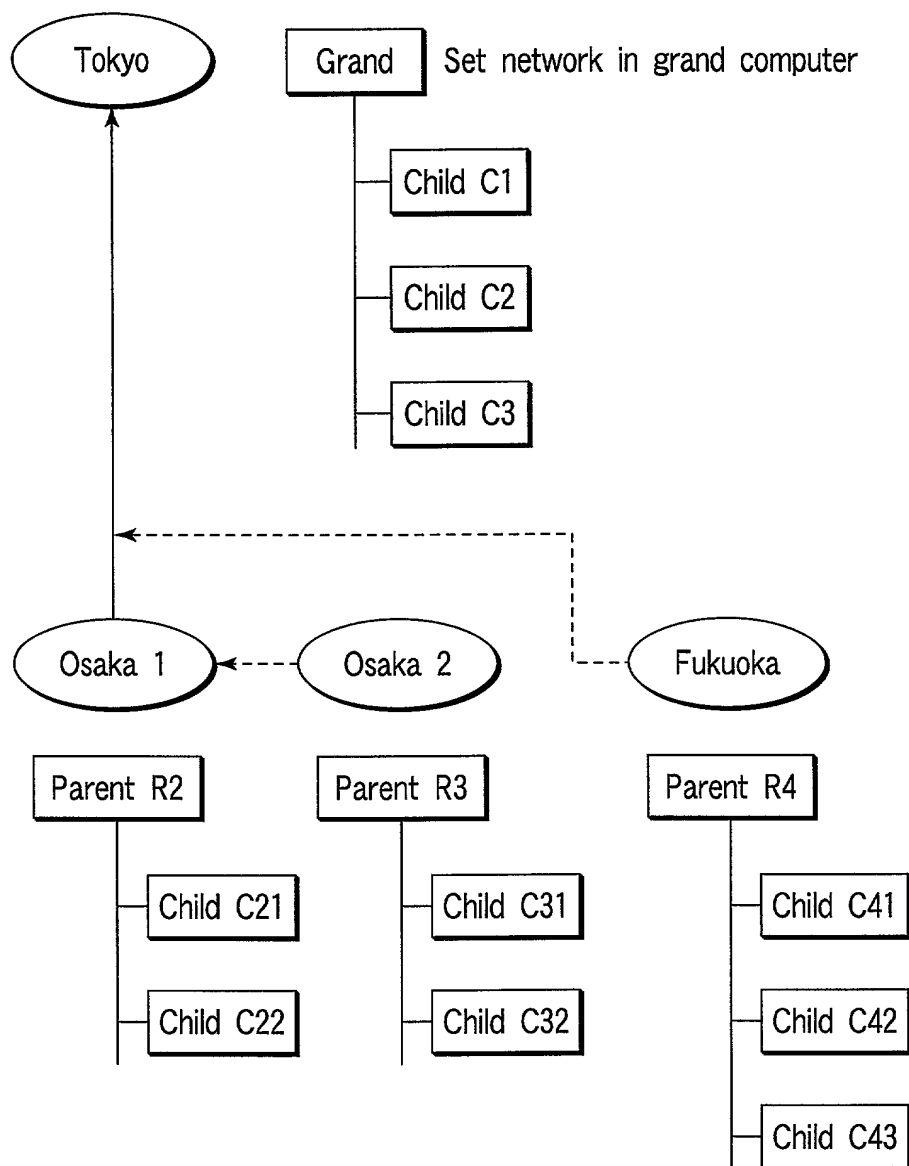 Tokyo
Grand Set network in grand computer
Child C1
Child C2
Child C3
Osaka 1 Osaka 2 Fukuoka
Parent R2 Parent R3 Parent R4
Child C21 Child C31 Child C41
Child C22 Child C32 Child C42
Child C43